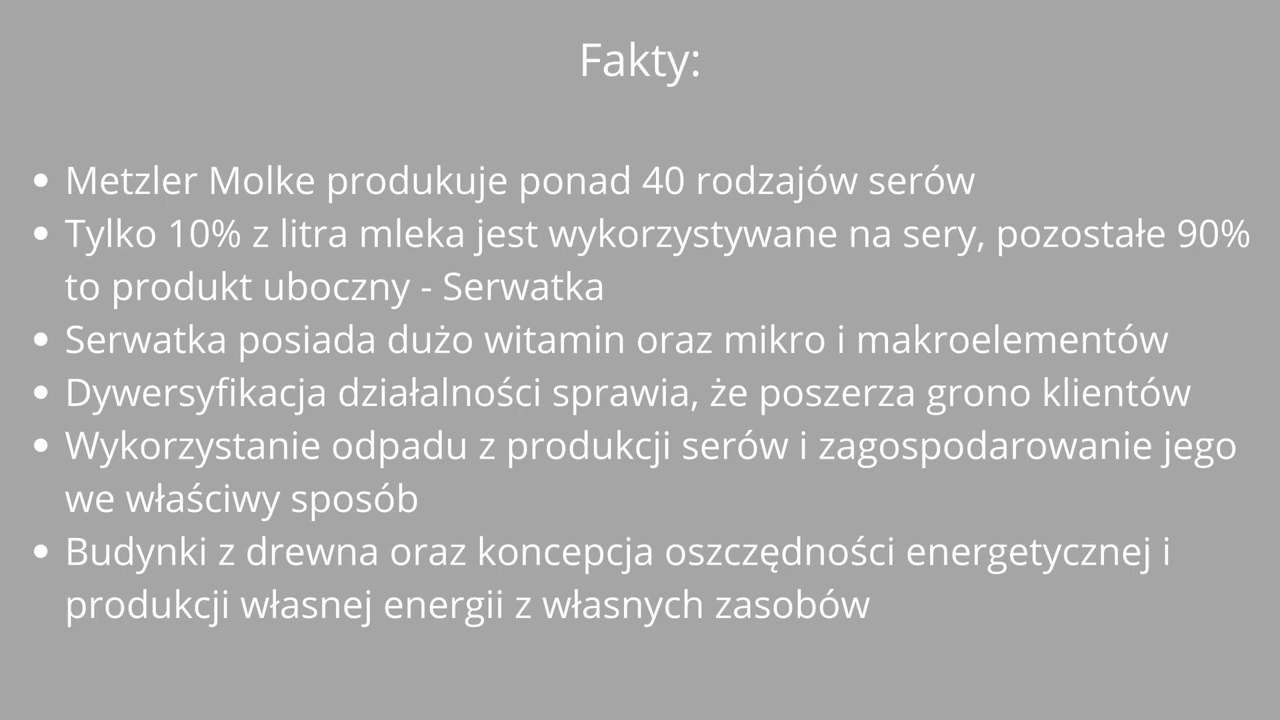 Fakty:
• Metzler Molke produkuje ponad 40 rodzajów serów
• Tylko 10% z litra mleka jest wykorzystywane na sery, pozostałe 90%
to produkt uboczny - Serwatka
• Serwatka posiada dużo witamin oraz mikro i makroelementów
• Dywersyfikacja działalności sprawia, że poszerza grono klientów
• Wykorzystanie odpadu z produkcji serów i zagospodarowanie jego
we właściwy sposób
• Budynki z drewna oraz koncepcja oszczędności energetycznej i
produkcji własnej energii z własnych zasobów